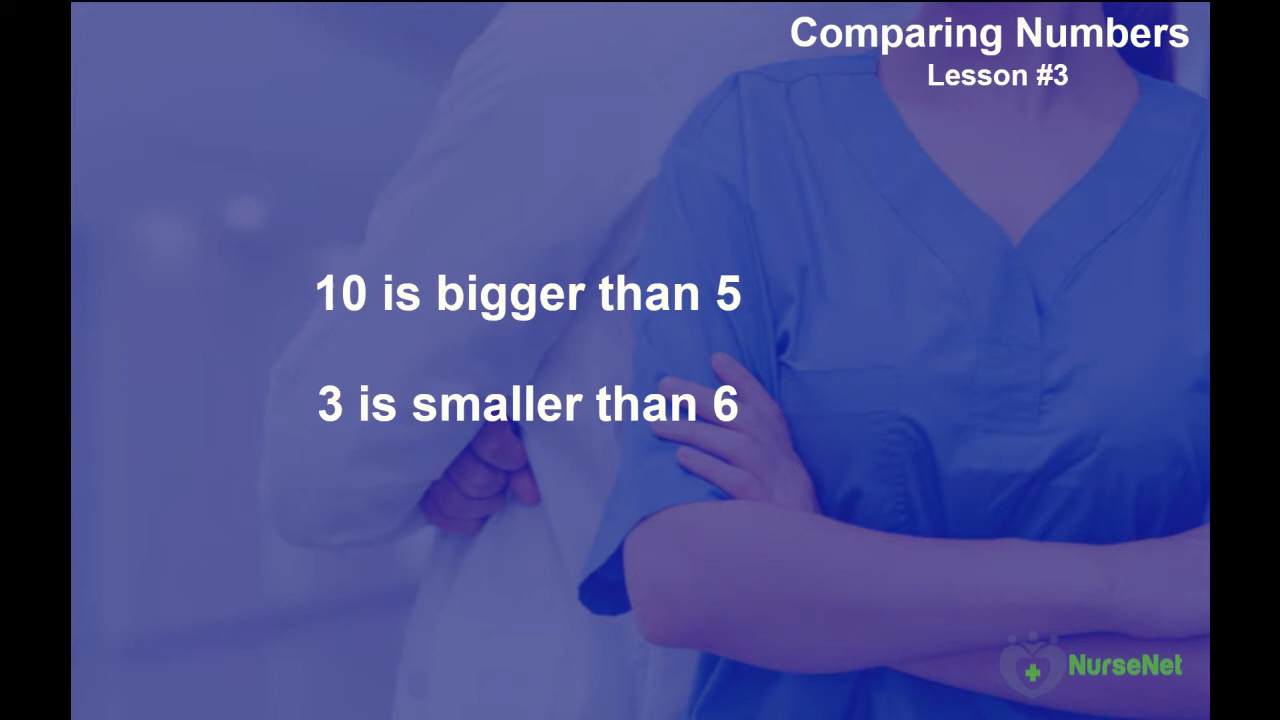 Comparing Numbers
Lesson #3
10 is bigger than 5
3 is smaller than 6
NurseNet